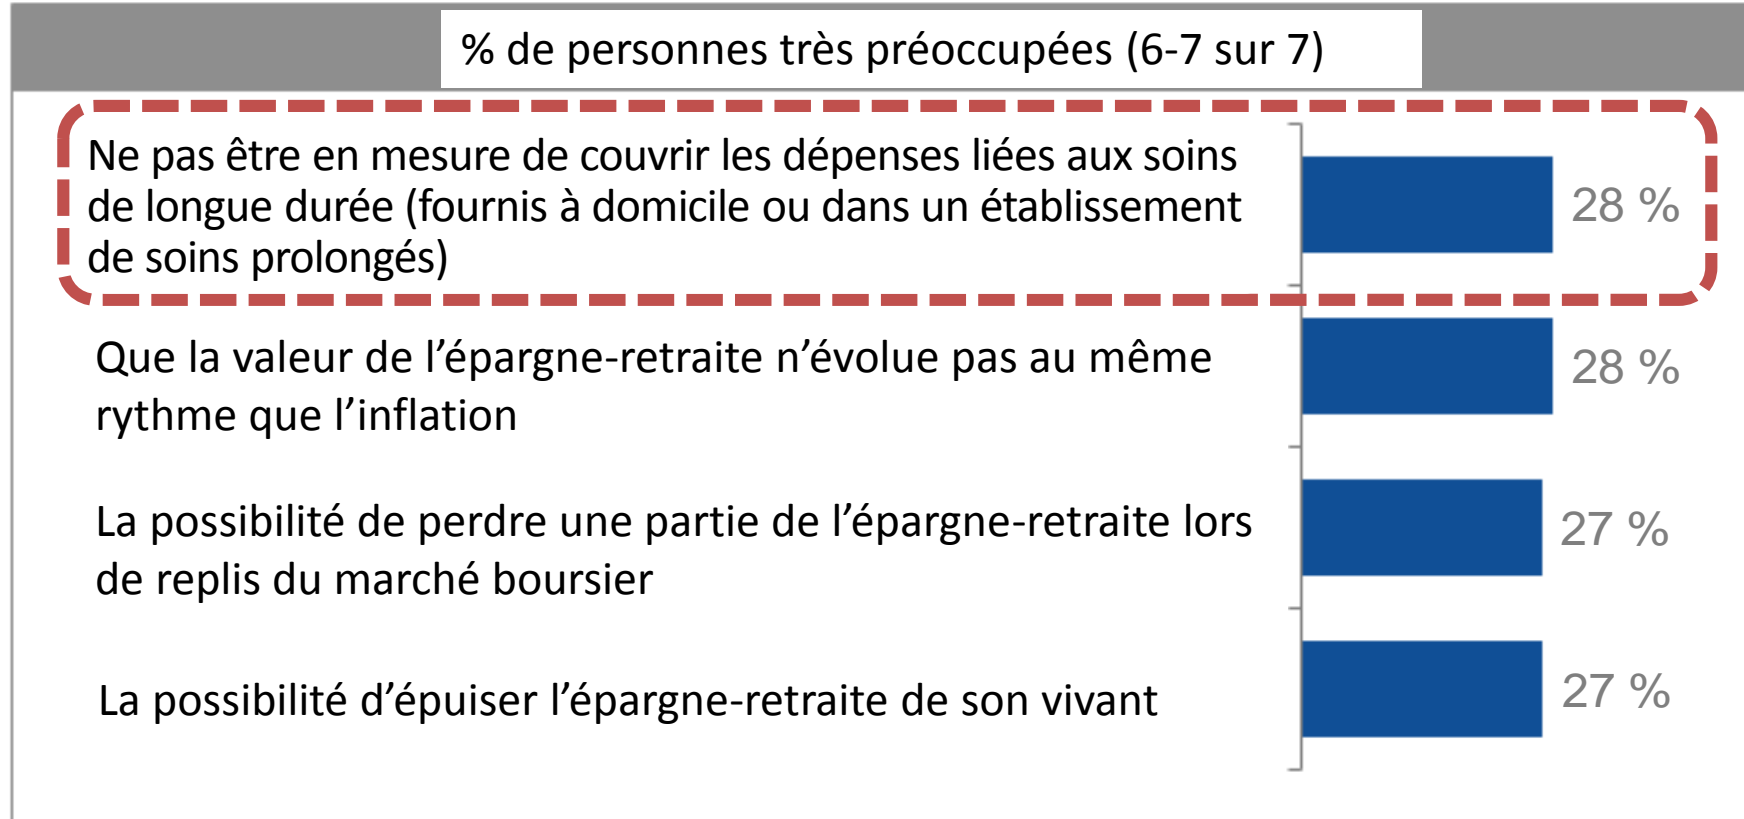 % de personnes très préoccupées (6-7 sur 7)
Ne pas être en mesure de couvrir les dépenses liées aux soins
de longue durée (fournis à domicile ou dans un établissement
de soins prolongés)
28 %
Que la valeur de l’épargne-retraite n’évolue pas au même
rythme que l’inflation
28 %
La possibilité de perdre une partie de l’épargne-retraite lors
de replis du marché boursier
27 %
La possibilité d’épuiser l’épargne-retraite de son vivant
27 %